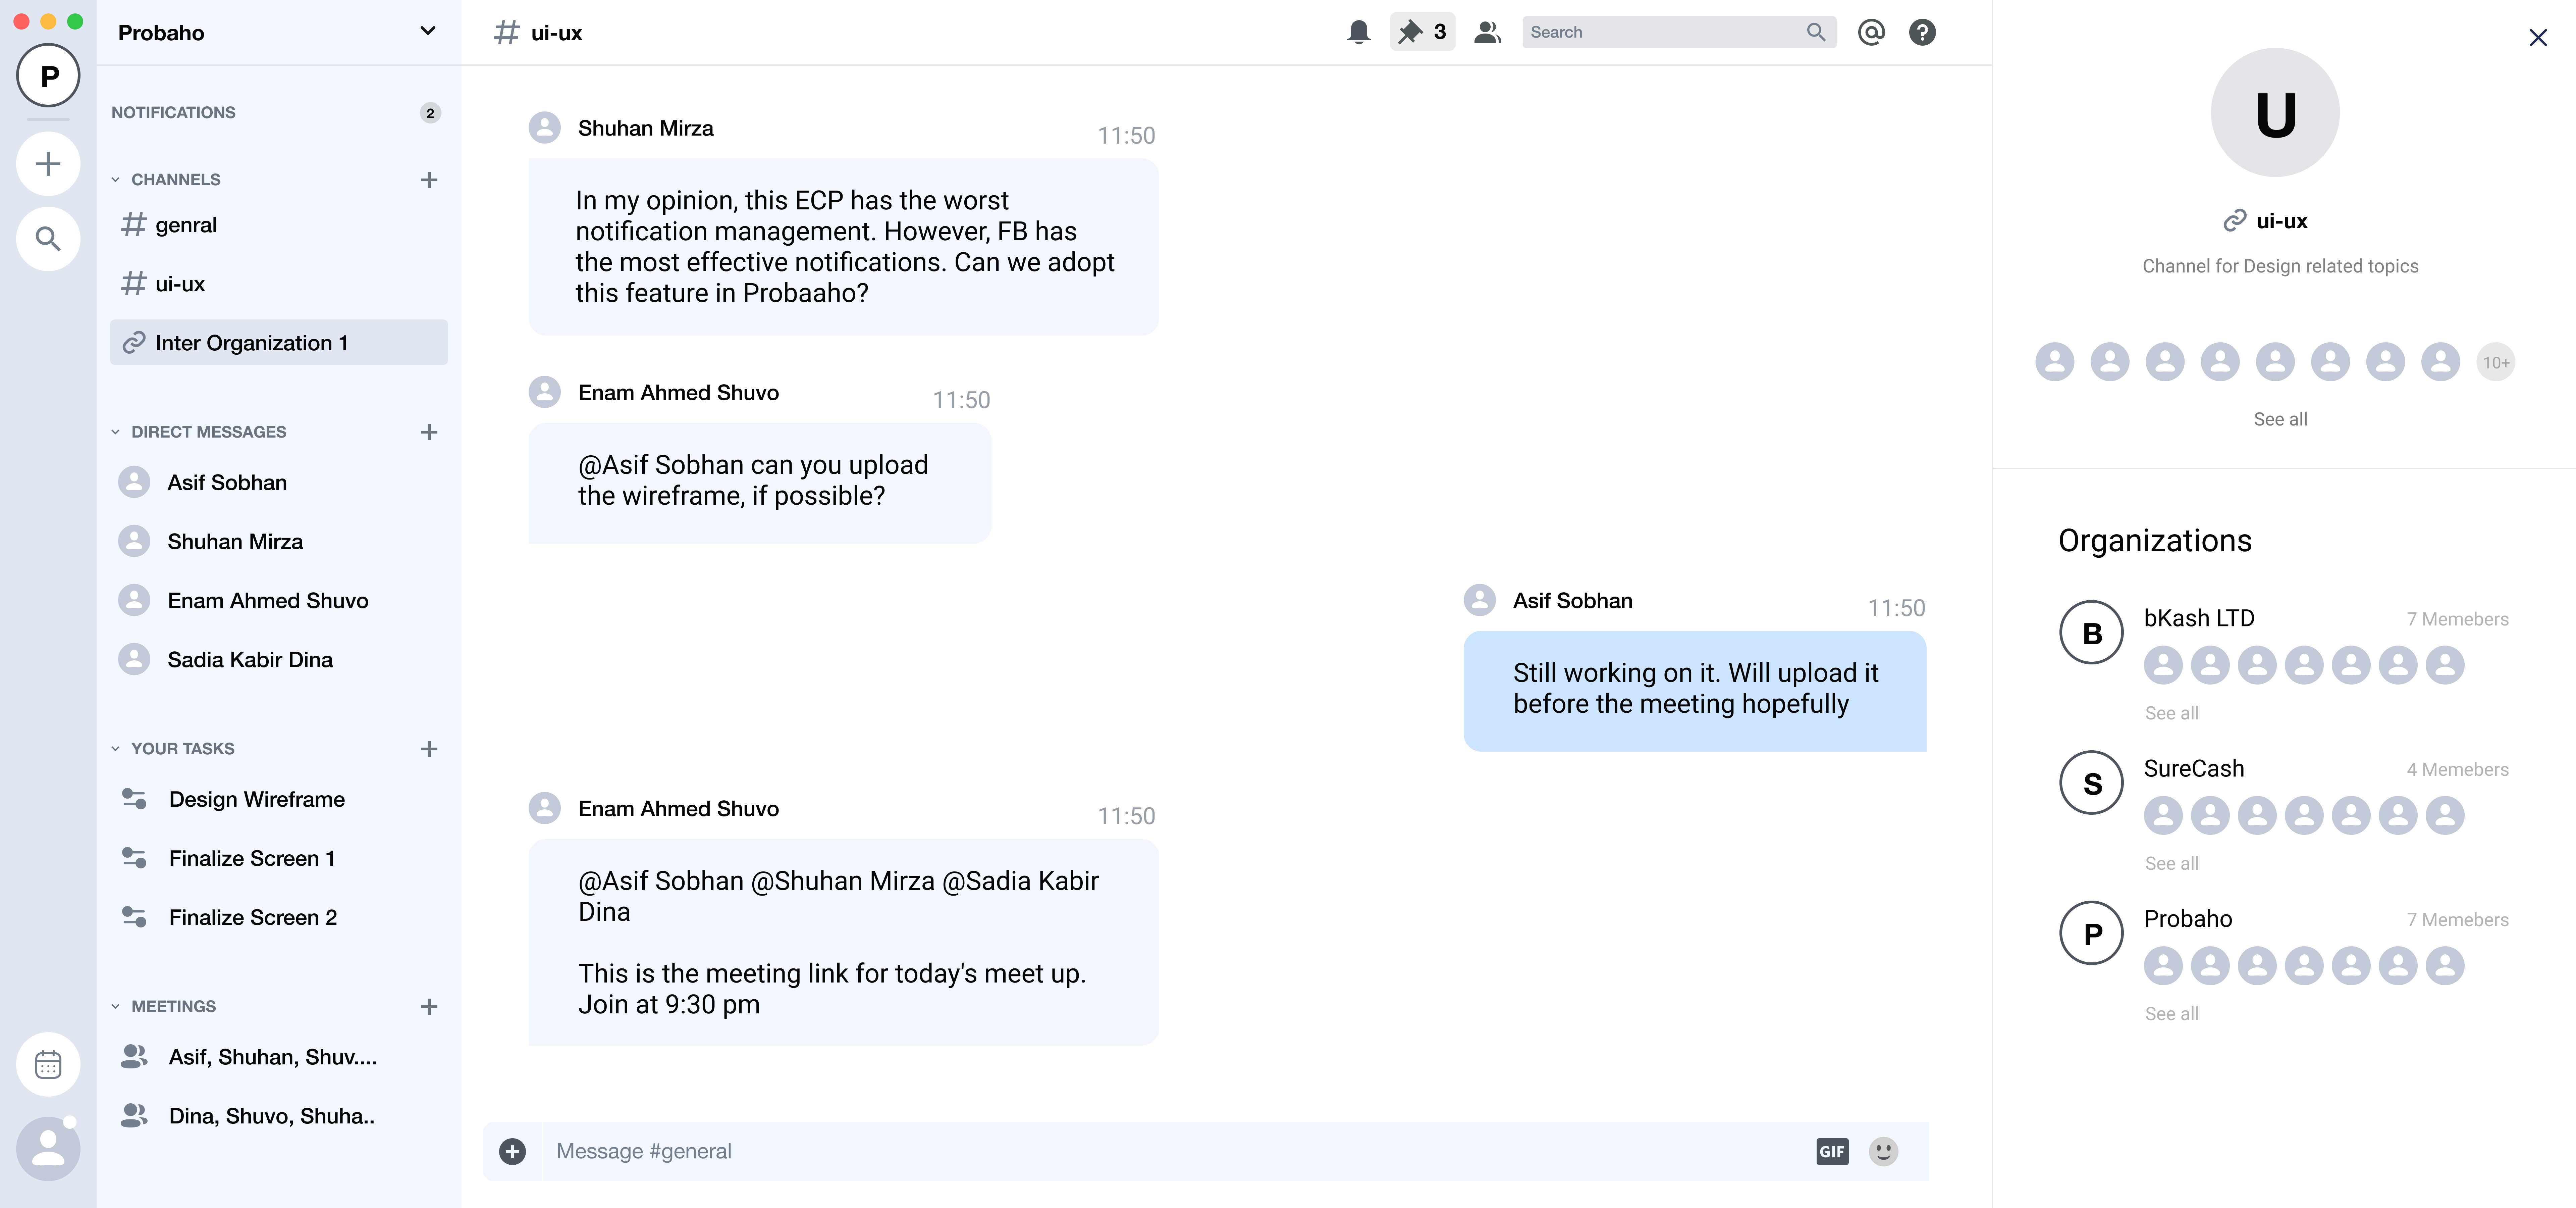 P
Probaho
NOTIFICATIONS 2
CHANNELS
genral
ui-ux
Inter Organization 1
DIRECT MESSAGES
Asif Sobhan
Shuhan Mirza
Enam Ahmed Shuvo
Sadia Kabir Dina
YOUR TASKS
Design Wireframe
Finalize Screen 1
Finalize Screen 2
MEETINGS
Asif, Shuhan, Shuv....
Dina, Shuvo, Shuha..
# ui-ux
3
Search
Shuhan Mirza 11:50
In my opinion, this ECP has the worst
notification management. However, FB has
the most effective notifications. Can we adopt
this feature in Probaaho?
Enam Ahmed Shuvo 11:50
@Asif Sobhan can you upload
the wireframe, if possible?
Asif Sobhan 11:50
Still working on it. Will upload it
before the meeting hopefully
Enam Ahmed Shuvo 11:50
@Asif Sobhan @Shuhan Mirza @Sadia Kabir
Dina
This is the meeting link for today's meet up.
Join at 9:30 pm
Message #general
GIF
U
ui-ux
Channel for Design related topics
10+
See all
Organizations
B
bKash LTD 7 Memebers
See all
S
SureCash 4 Memebers
See all
P
Probaho 7 Memebers
See all